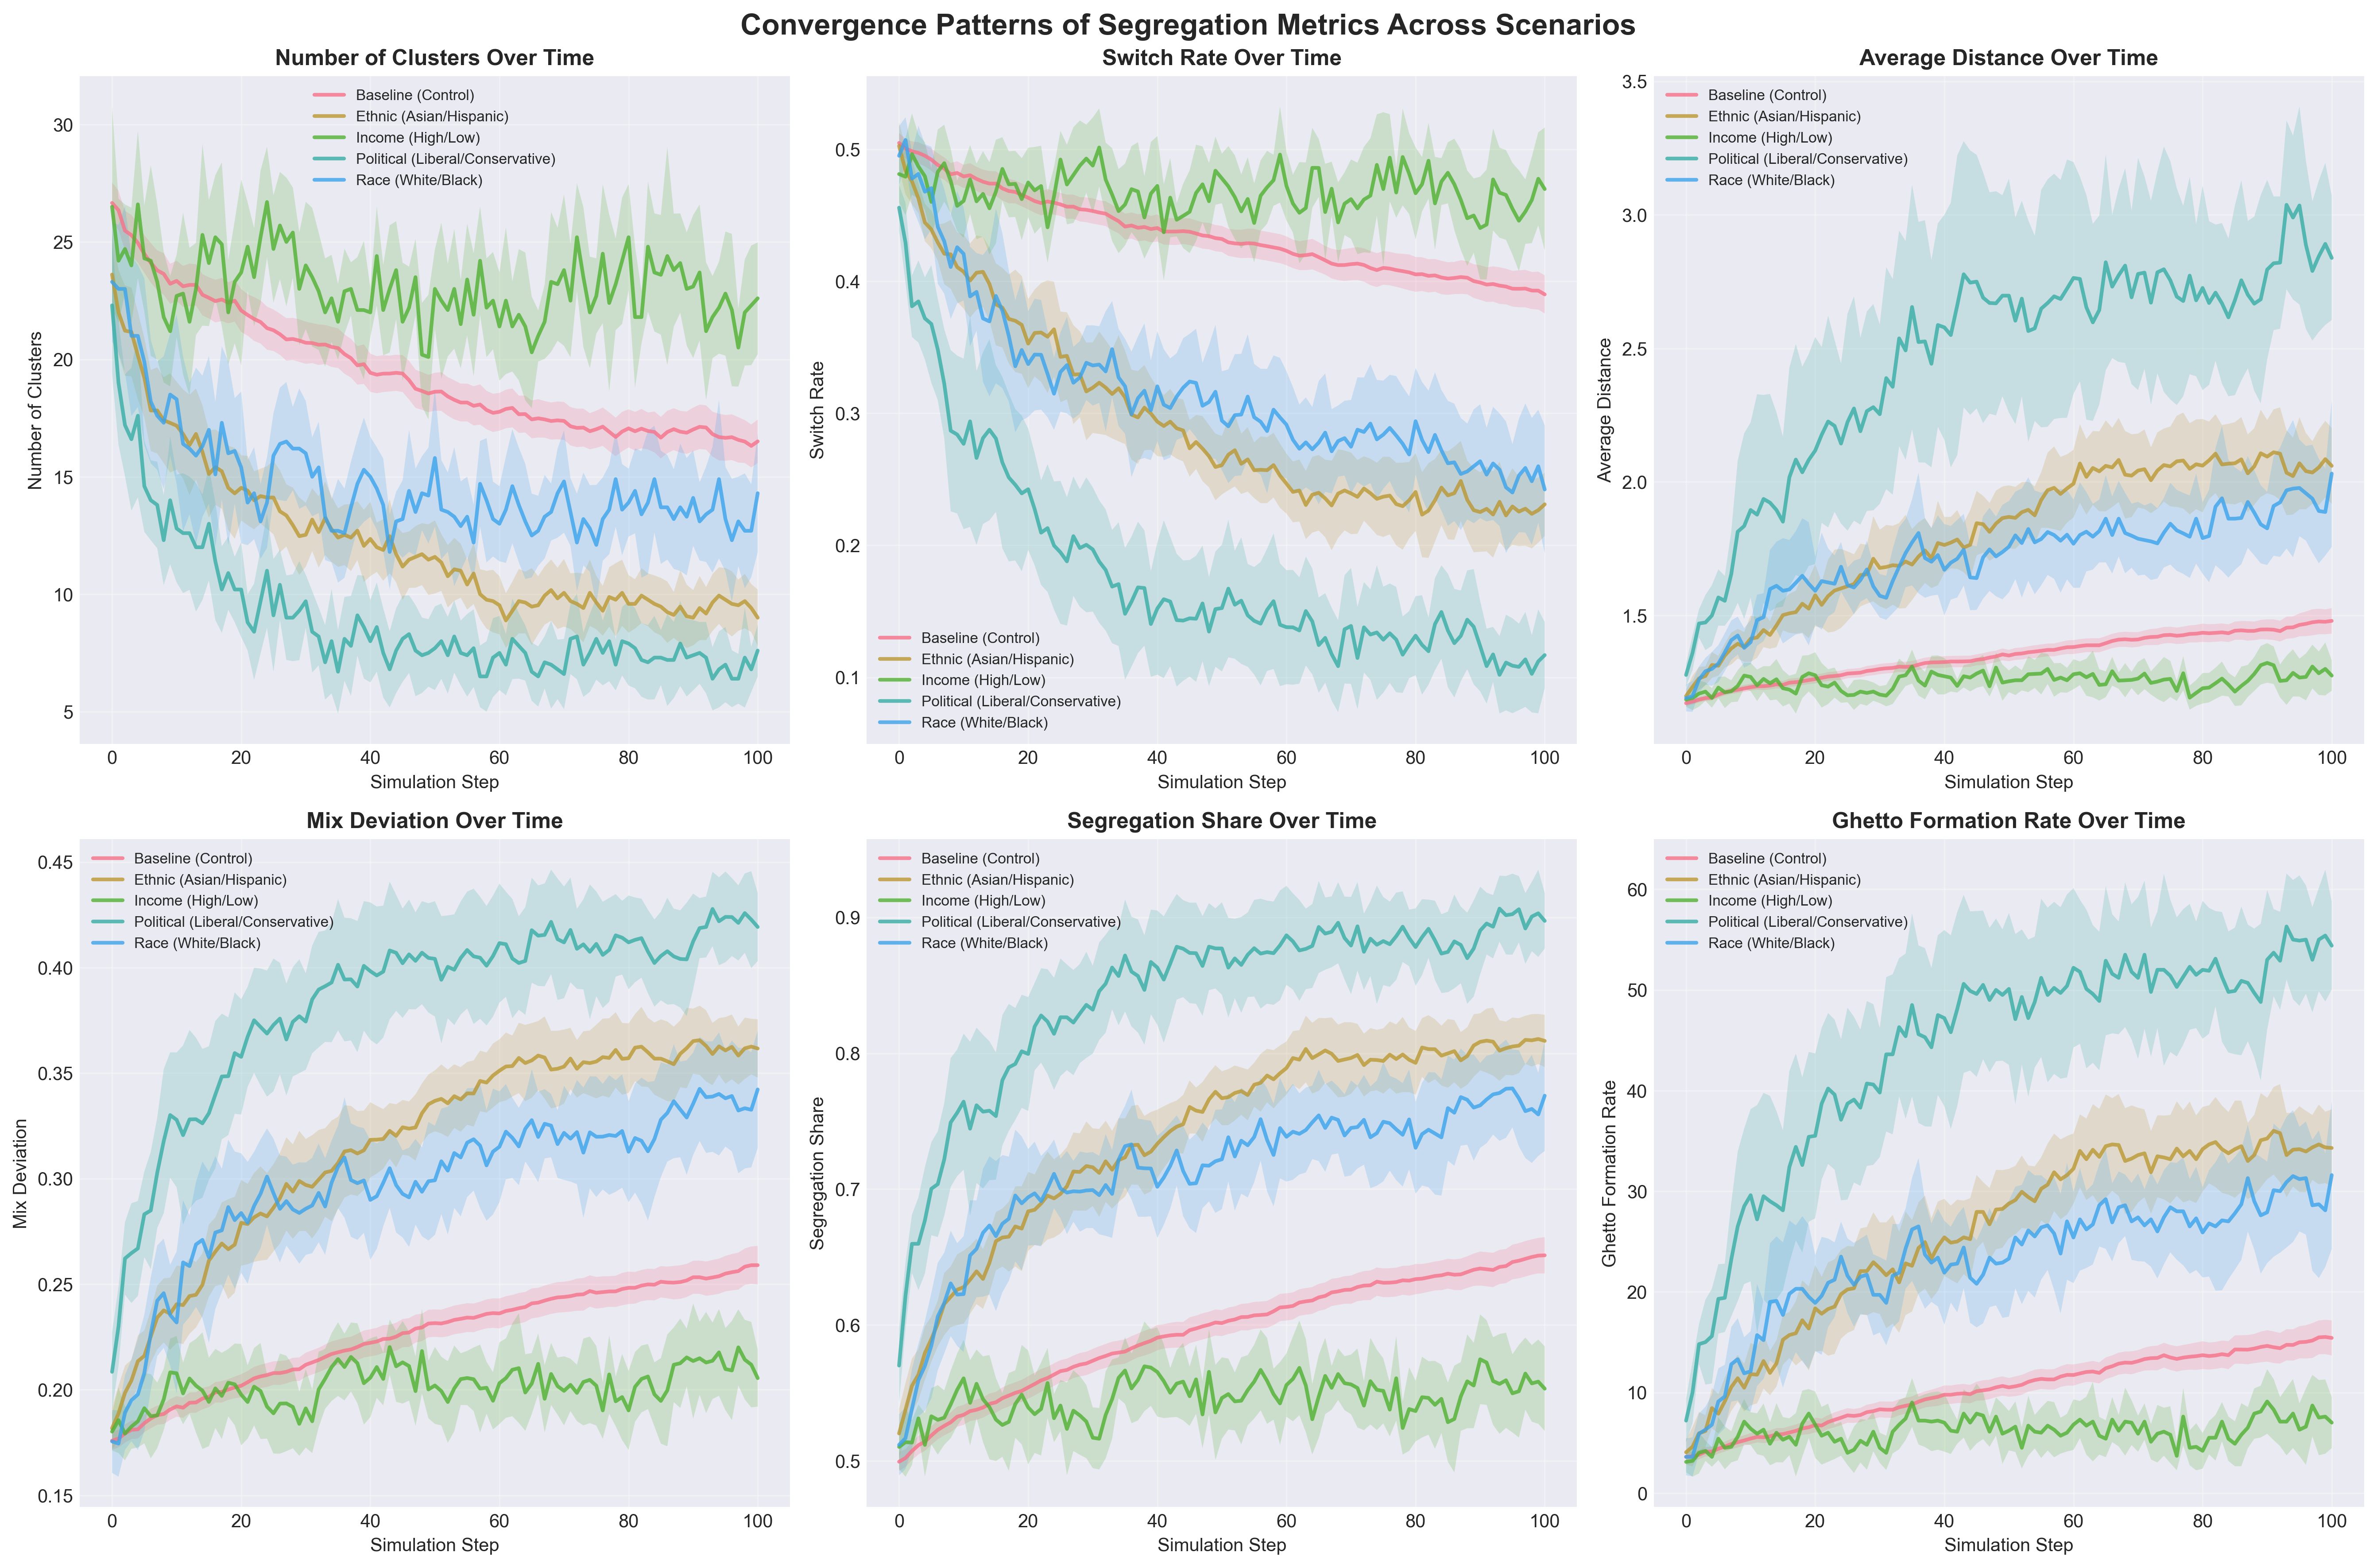 Convergence Patterns of Segregation Metrics Across Scenarios
Number of Clusters Over Time
30
25
20
15
10
5
Number of Clusters
Baseline (Control)
Ethnic (Asian/Hispanic)
Income (High/Low)
Political (Liberal/Conservative)
Race (White/Black)
0 20 40 60 80 100
Simulation Step
Switch Rate Over Time
0.5
0.4
0.3
0.2
0.1
Switch Rate
Baseline (Control)
Ethnic (Asian/Hispanic)
Income (High/Low)
Political (Liberal/Conservative)
Race (White/Black)
0 20 40 60 80 100
Simulation Step
Average Distance Over Time
3.5
3.0
2.5
2.0
1.5
Average Distance
Baseline (Control)
Ethnic (Asian/Hispanic)
Income (High/Low)
Political (Liberal/Conservative)
Race (White/Black)
0 20 40 60 80 100
Simulation Step
Mix Deviation Over Time
0.45
0.40
0.35
0.30
0.25
0.20
0.15
Mix Deviation
Baseline (Control)
Ethnic (Asian/Hispanic)
Income (High/Low)
Political (Liberal/Conservative)
Race (White/Black)
0 20 40 60 80 100
Simulation Step
Segregation Share Over Time
0.9
0.8
0.7
0.6
0.5
Segregation Share
Baseline (Control)
Ethnic (Asian/Hispanic)
Income (High/Low)
Political (Liberal/Conservative)
Race (White/Black)
0 20 40 60 80 100
Simulation Step
Ghetto Formation Rate Over Time
60
50
40
30
20
10
0
Ghetto Formation Rate
Baseline (Control)
Ethnic (Asian/Hispanic)
Income (High/Low)
Political (Liberal/Conservative)
Race (White/Black)
0 20 40 60 80 100
Simulation Step